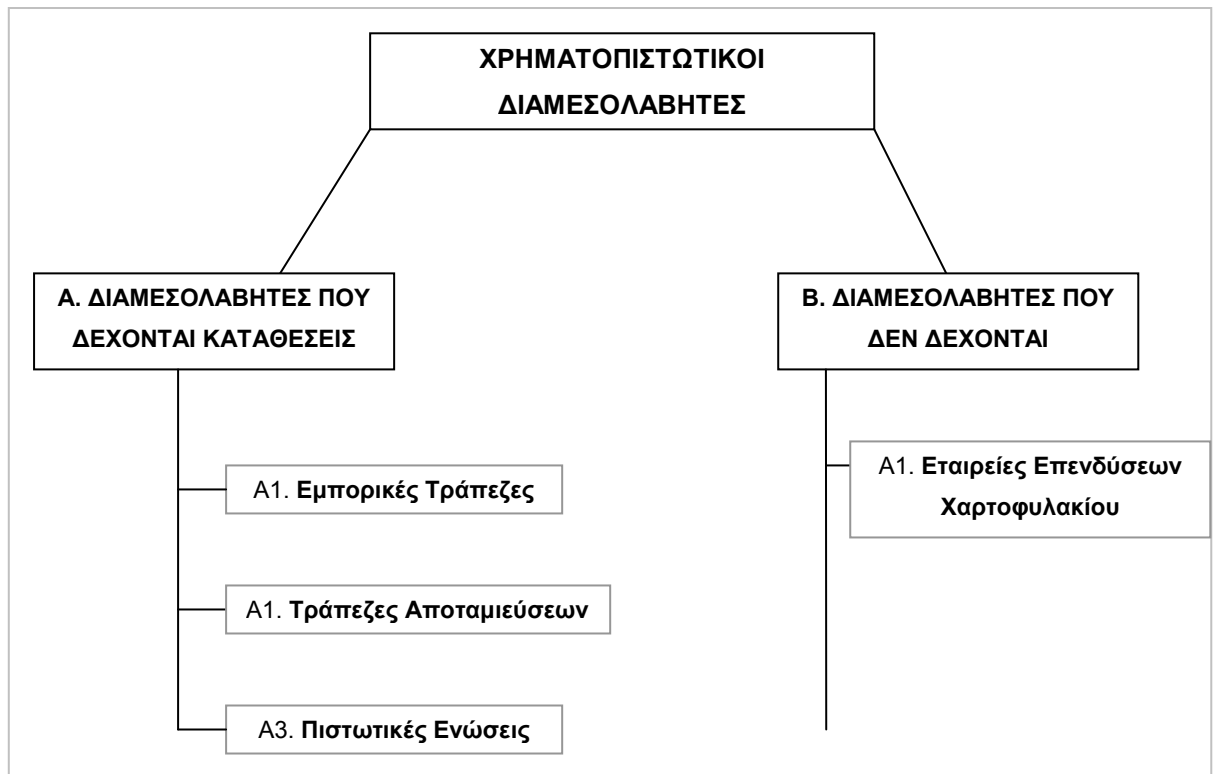 ΧΡΗΜΑΤΟΠΙΣΤΩΤΙΚΟΙ
ΔΙΑΜΕΣΟΛΑΒΗΤΕΣ
Α. ΔΙΑΜΕΣΟΛΑΒΗΤΕΣ ΠΟΥ
ΔΕΧΟΝΤΑΙ ΚΑΤΑΘΕΣΕΙΣ
Α1. Εμπορικές Τράπεζες
Α1. Τράπεζες Αποταμιεύσεων
Α3. Πιστωτικές Ενώσεις
Β. ΔΙΑΜΕΣΟΛΑΒΗΤΕΣ ΠΟΥ
ΔΕΝ ΔΕΧΟΝΤΑΙ
Α1. Εταιρείες Επενδύσεων
Χαρτοφυλακίου